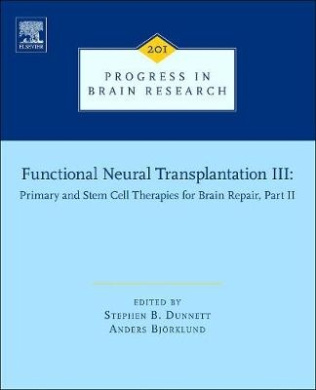 ELSEVIER
201
PROGRESS IN
BRAIN RESEARCH
Functional Neural Transplantation III:
Primary and Stem Cell Therapies for Brain Repair, Part II
EDITED BY
STEPHEN B. DUNNETT
ANDERS BJÖRKLUND